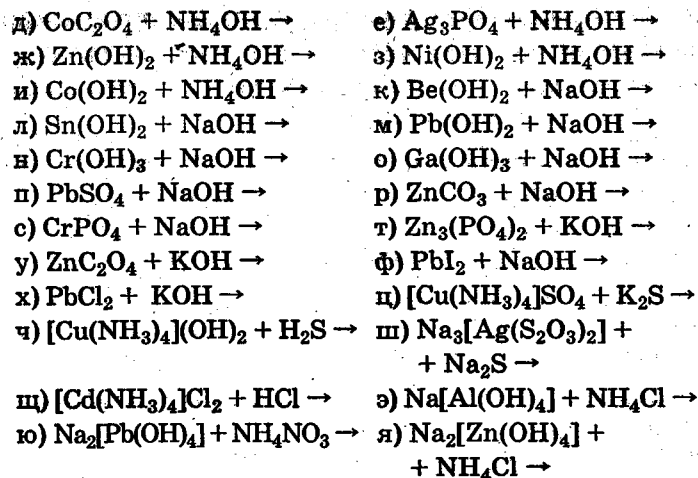 д) CoC₂O₄ + NH₄OH → е) Ag₃PO₄ + NH₄OH →
ж) Zn(OH)₂ + NH₄OH → з) Ni(OH)₂ + NH₄OH →
и) Co(OH)₂ + NH₄OH → к) Be(OH)₂ + NaOH →
л) Sn(OH)₂ + NaOH → м) Pb(OH)₂ + NaOH →
н) Cr(OH)₃ + NaOH → о) Ga(OH)₃ + NaOH →
п) PbSO₄ + NaOH → р) ZnCO₃ + NaOH →
с) CrPO₄ + NaOH → т) Zn₃(PO₄)₂ + KOH →
у) ZnC₂O₄ + KOH → ф) PbI₂ + NaOH →
х) PbCl₂ + KOH → ц) [Cu(NH₃)₄]SO₄ + K₂S →
ч) [Cu(NH₃)₄](OH)₂ + H₂S → ш) Na₃[Ag(S₂O₃)₂] +
+ Na₂S →
щ) [Cd(NH₃)₄]Cl₂ + HCl → э) Na[Al(OH)₄] + NH₄Cl →
ю) Na₂[Pb(OH)₄] + NH₄NO₃ → я) Na₂[Zn(OH)₄] +
+ NH₄Cl →